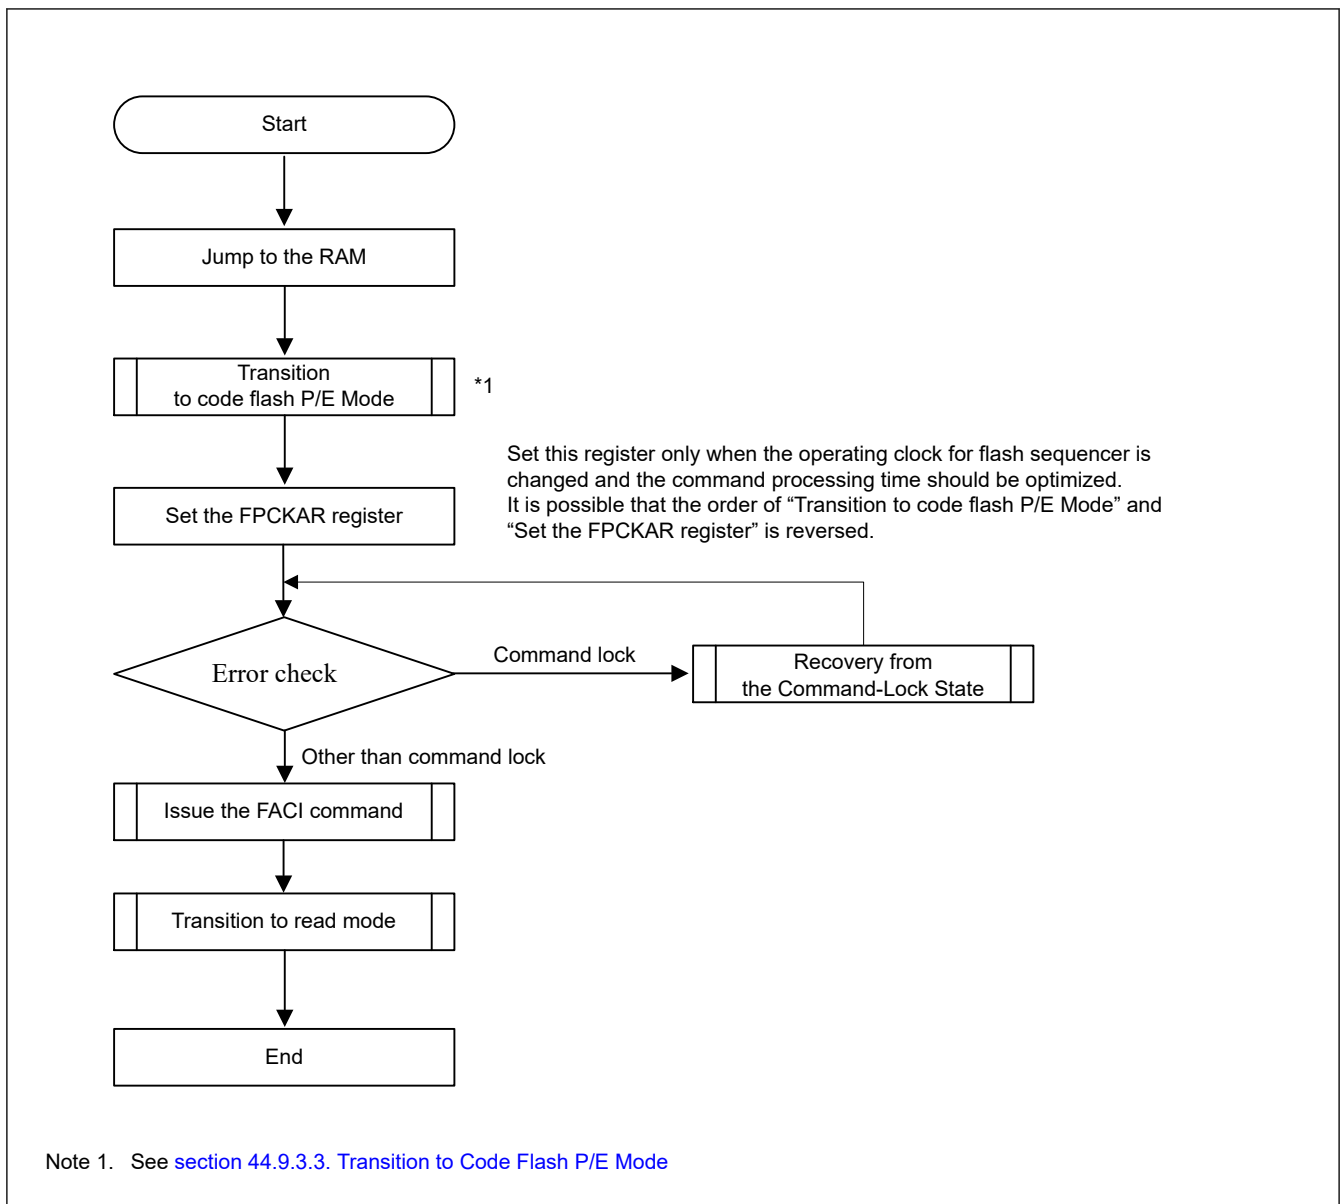 Start
Jump to the RAM
Transition
to code flash P/E Mode
*1
Set this register only when the operating clock for flash sequencer is
changed and the command processing time should be optimized.
It is possible that the order of “Transition to code flash P/E Mode” and
“Set the FPCKAR register” is reversed.
Set the FPCKAR register
Error check
Command lock
Recovery from
the Command-Lock State
Other than command lock
Issue the FACI command
Transition to read mode
End
Note 1. See section 44.9.3.3. Transition to Code Flash P/E Mode